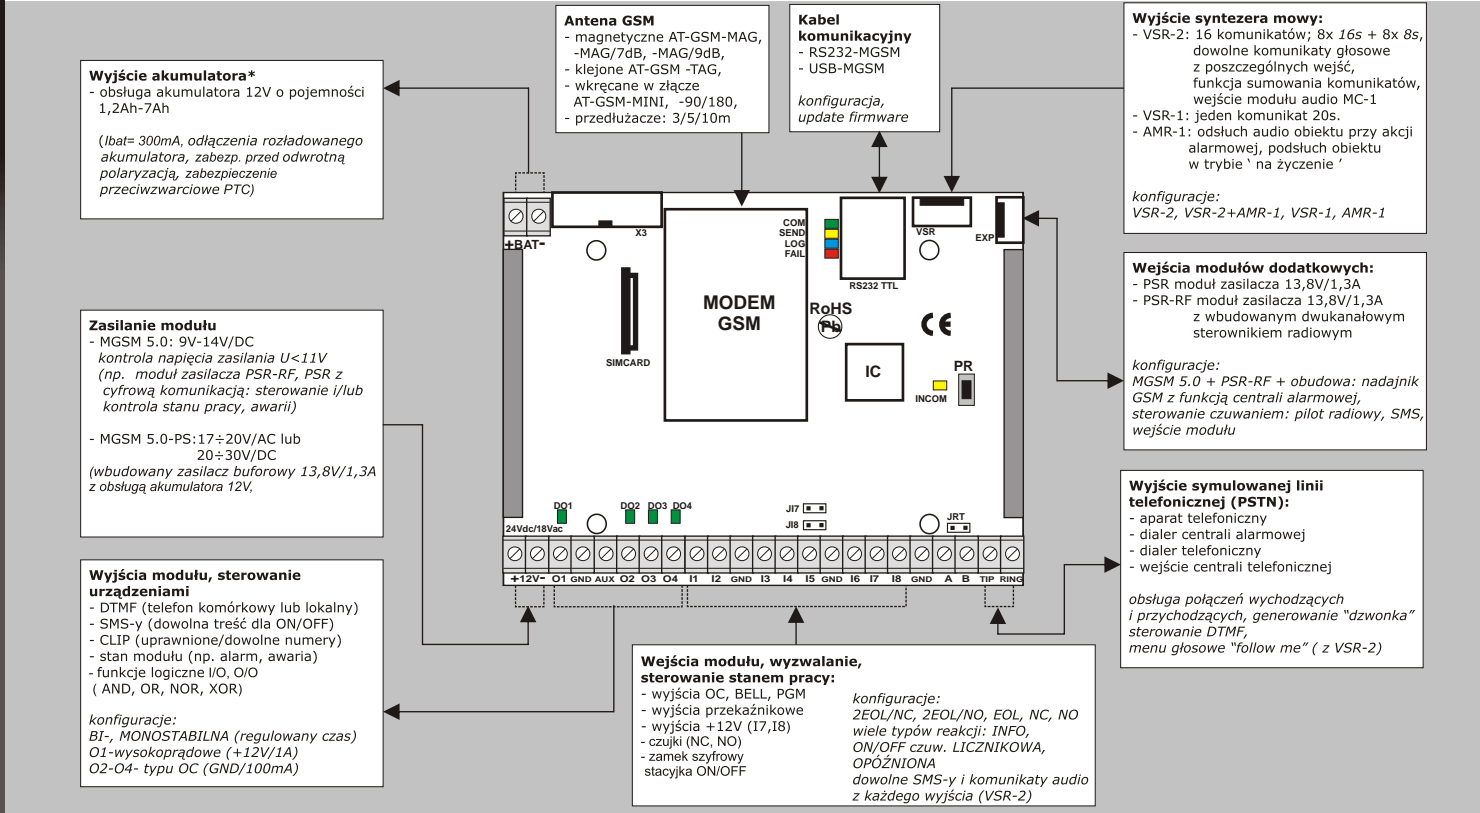 Antena GSM
- magnetyczne AT-GSM-MAG,
-MAG/7dB, -MAG/9dB,
- klejone AT-GSM -TAG,
- wkręcane w złącze
AT-GSM-MINI, -90/180,
- przedłużacze: 3/5/10m
Kabel
komunikacyjny
- RS232-MGSM
- USB-MGSM
konfiguracja,
update firmware
Wyjście syntezera mowy:
- VSR-2: 16 komunikatów; 8x 16s + 8x 8s,
dowolne komunikaty głosowe
z poszczególnych wejść,
funkcja sumowania komunikatów,
wejście modułu audio MC-1
- VSR-1: jeden komunikat 20s.
- AMR-1: odsłuch audio obiektu przy akcji
alarmowej, podsłuch obiektu
w trybie ‛ na życzenie ’
konfiguracje:
VSR-2, VSR-2+AMR-1, VSR-1, AMR-1
Wyjście akumulatora*
- obsługa akumulatora 12V o pojemności
1,2Ah-7Ah
(Ibat= 300mA, odłączenia rozładowanego
akumulatora, zabezp. przed odwrotną
polaryzacją, zabezpieczenie
przeciwzwarciowe PTC)
+BAT-
X3
COM
SEND
LOG
FAIL
RS232 TTL
VSR
EXP
MODEM
GSM
SIMCARD
RoHS
Pb
CE
IC
PR
INCOM
Wejścia modułów dodatkowych:
- PSR moduł zasilacza 13,8V/1,3A
- PSR-RF moduł zasilacza 13,8V/1,3A
z wbudowanym dwukanałowym
sterownikiem radiowym
konfiguracje:
MGSM 5.0 + PSR-RF + obudowa: nadajnik
GSM z funkcją centrali alarmowej,
sterowanie czuwaniem: pilot radiowy, SMS,
wejście modułu
Zasilanie modułu
- MGSM 5.0: 9V-14V/DC
kontrola napięcia zasilania U<11V
(np. moduł zasilacza PSR-RF, PSR z
cyfrową komunikacją: sterowanie i/lub
kontrola stanu pracy, awarii)
- MGSM 5.0-PS:17÷20V/AC lub
20÷30V/DC
(wbudowany zasilacz buforowy 13,8V/1,3A
z obsługą akumulatora 12V,
DO1 DO2 DO3 DO4
JI7
JI8
JRT
24Vdc/18Vac
+12V- O1 GND AUX O2 O3 O4 I1 I2 GND I3 I4 I5 GND I6 I7 I8 GND A B TIP RING
Wyjście symulowanej linii
telefonicznej (PSTN):
- aparat telefoniczny
- dialer centrali alarmowej
- dialer telefoniczny
- wejście centrali telefonicznej
obsługa połączeń wychodzących
i przychodzących, generowanie “dzwonka”
sterowanie DTMF,
menu głosowe “follow me” ( z VSR-2)
Wyjścia modułu, sterowanie
urządzeniami
- DTMF (telefon komórkowy lub lokalny)
- SMS-y (dowolna treść dla ON/OFF)
- CLIP (uprawnione/dowolne numery)
- stan modułu (np. alarm, awaria)
- funkcje logiczne I/O, O/O
( AND, OR, NOR, XOR)
konfiguracje:
BI-, MONOSTABILNA (regulowany czas)
O1-wysokoprądowe (+12V/1A)
O2-O4- typu OC (GND/100mA)
Wejścia modułu, wyzwalanie,
sterowanie stanem pracy:
- wyjścia OC, BELL, PGM
- wyjścia przekaźnikowe
- wyjścia +12V (I7,I8)
- czujki (NC, NO)
- zamek szyfrowy
stacyjka ON/OFF
konfiguracje:
2EOL/NC, 2EOL/NO, EOL, NC, NO
wiele typów reakcji: INFO,
ON/OFF czuw. LICZNIKOWA,
OPÓŹNIONA
dowolne SMS-y i komunikaty audio
z każdego wyjścia (VSR-2)